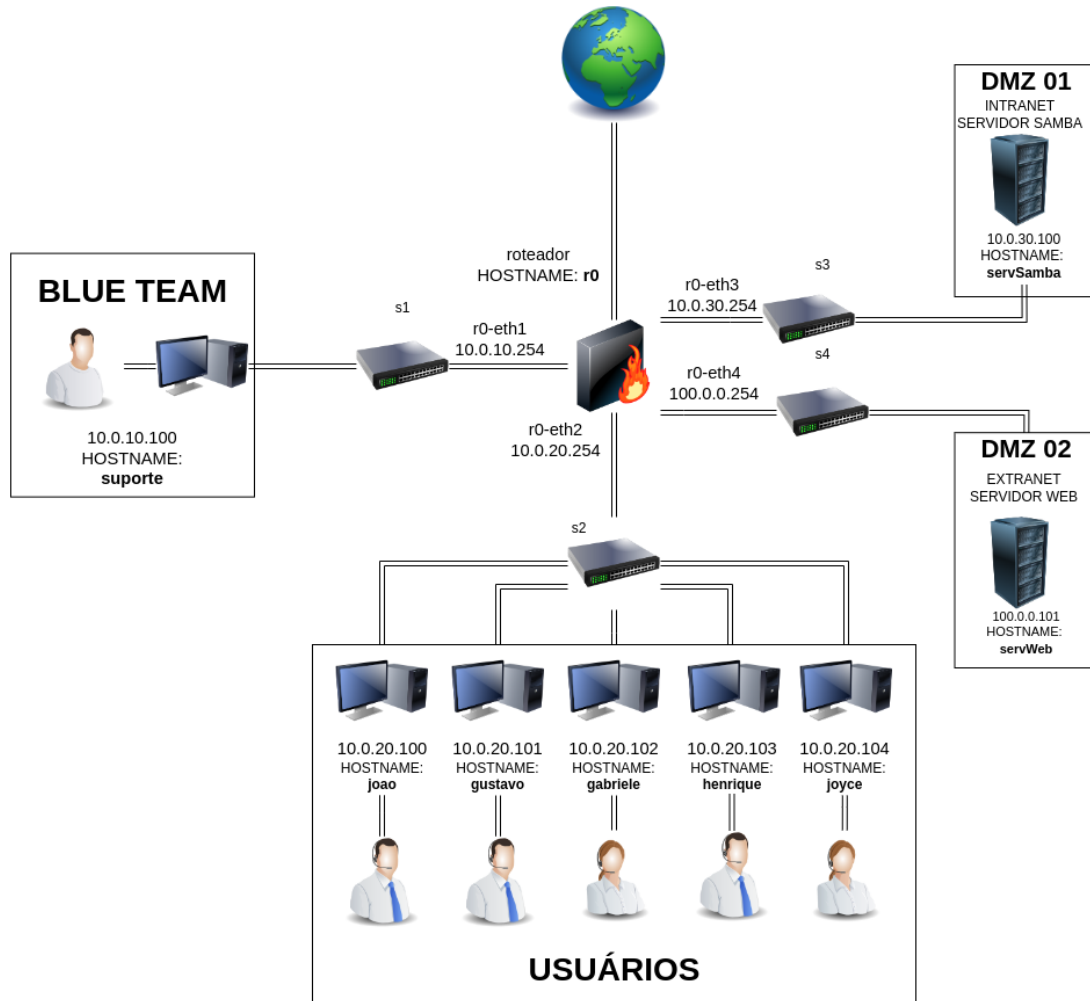 DMZ 01
INTRANET
SERVIDOR SAMBA
10.0.30.100
HOSTNAME:
servSamba
roteador
HOSTNAME: r0
s3
r0-eth3
10.0.30.254
BLUE TEAM
10.0.10.100
HOSTNAME:
suporte
s1
r0-eth1
10.0.10.254
s4
r0-eth4
100.0.0.254
r0-eth2
10.0.20.254
DMZ 02
EXTRANET
SERVIDOR WEB
100.0.0.101
HOSTNAME:
servWeb
s2
10.0.20.100
HOSTNAME:
joao
10.0.20.101
HOSTNAME:
gustavo
10.0.20.102
HOSTNAME:
gabriele
10.0.20.103
HOSTNAME:
henrique
10.0.20.104
HOSTNAME:
joyce
USUÁRIOS